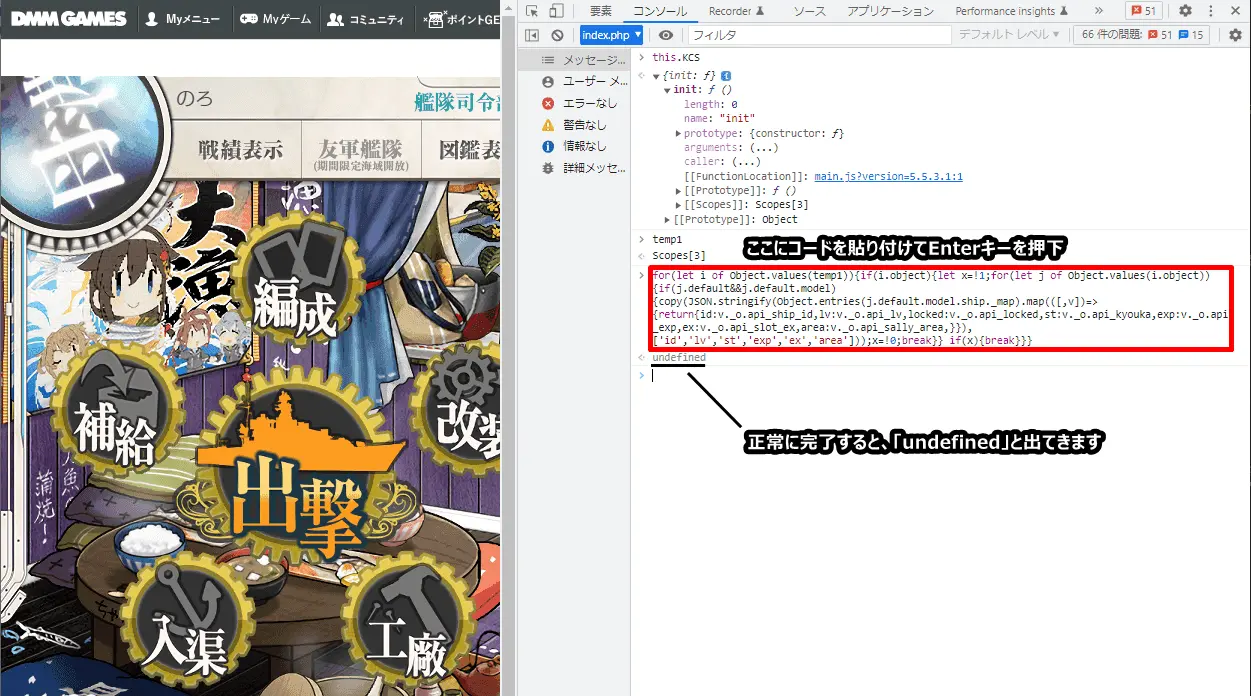 DMM GAMES
Myメニュー
Myゲーム
コミュニティ
ポイントGE
のろ
艦隊司令部
戦績表示
友軍艦隊
(期間限定海域開放)
図鑑表
大漁
編成
補給
改装
出撃
蒲焼!
入渠
工廠
要素
コンソール
Recorder
ソース
アプリケーション
Performance insights
»
51
index.php
フィルタ
デフォルト レベル
66 件の問題:
51
15
メッセージ...
ユーザー メ...
エラーなし
警告なし
情報なし
詳細メッセ...
this.KCS
{init: ƒ}
init: ƒ ()
length: 0
name: "init"
prototype: {constructor: ƒ}
arguments: (...)
caller: (...)
[[FunctionLocation]]: main.js?version=5.5.3.1:1
[[Prototype]]: ƒ ()
[[Scopes]]: Scopes[3]
[[Prototype]]: Object
temp1
ここにコードを貼り付けてEnterキーを押下
Scopes[3]
for(let i of Object.values(temp1)){if(i.object){let x=!1;for(let j of Object.values(i.object))
{if(j.default&&j.default.model)
{copy(JSON.stringify(Object.entries(j.default.model.ship._map).map(([,v])=>
{return{id:v._o.api_ship_id,lv:v._o.api_lv,locked:v._o.api_locked,st:v._o.api_kyouka,exp:v._o.api
_exp,ex:v._o.api_slot_ex,area:v._o.api_sally_area,}}),
['id','lv','st','exp','ex','area']));x=!0;break}} if(x){break}}}
undefined
正常に完了すると、「undefined」と出てきます